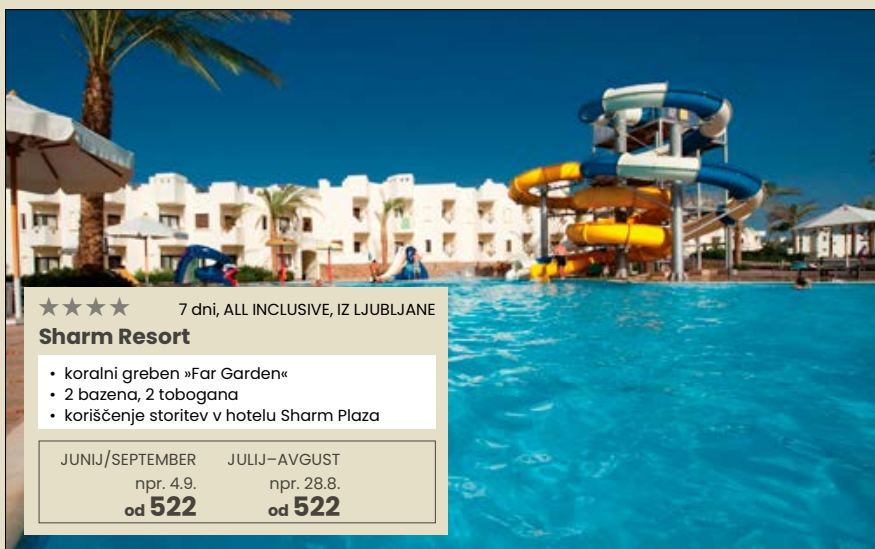 ★★★★ 7 dni, ALL INCLUSIVE, IZ LJUBLJANE
Sharm Resort
• koralni greben »Far Garden«
• 2 bazena, 2 tobogana
• koriščenje storitev v hotelu Sharm Plaza
JUNIJ/SEPTEMBER JULIJ–AVGUST
npr. 4.9. npr. 28.8.
od 522 od 522